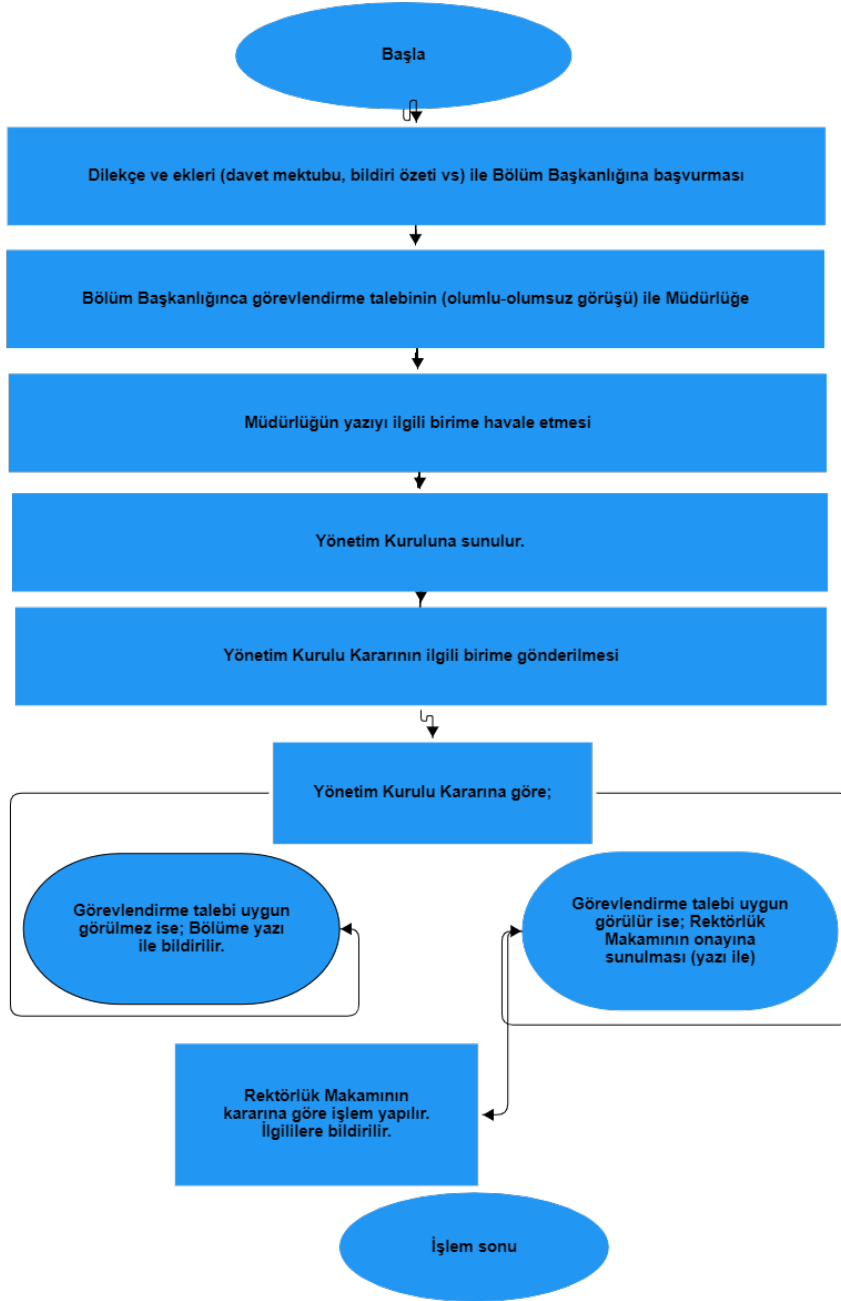 Başla
Dilekçe ve ekleri (davet mektubu, bildiri özeti vs) ile Bölüm Başkanlığına başvurması
Bölüm Başkanlığınca görevlendirme talebinin (olumlu-olumsuz görüşü) ile Müdürlüğe
Müdürlüğün yazıyı ilgili birime havale etmesi
Yönetim Kuruluna sunulur.
Yönetim Kurulu Kararının ilgili birime gönderilmesi
Yönetim Kurulu Kararına göre;
Görevlendirme talebi uygun
görülmez ise; Bölüme yazı
ile bildirilir.
Görevlendirme talebi uygun
görülür ise; Rektörlük
Makamının onayına
sunulması (yazı ile)
Rektörlük Makamının
kararına göre işlem yapılır.
İlgililere bildirilir.
İşlem sonu